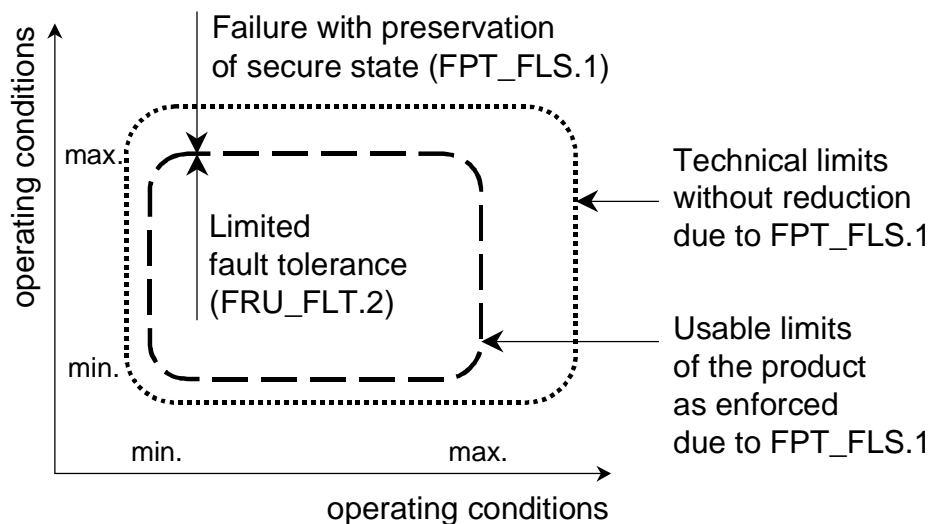 Failure with preservation
of secure state (FPT_FLS.1)
operating conditions
max.
Technical limits
without reduction
due to FPT_FLS.1
Limited
fault tolerance
(FRU_FLT.2)
Usable limits
of the product
as enforced
due to FPT_FLS.1
min.
min.
max.
operating conditions